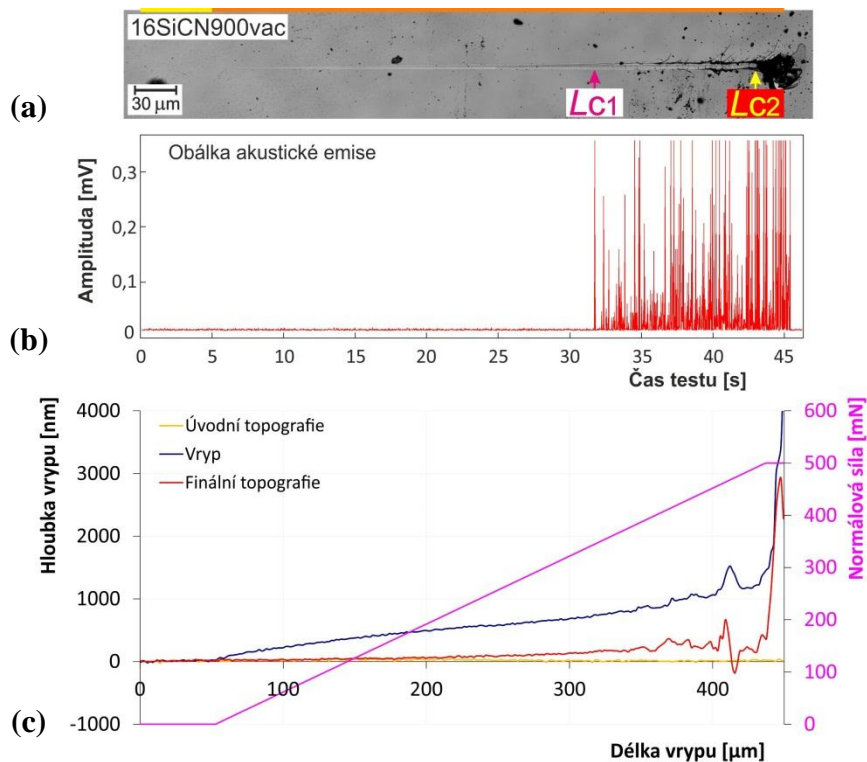 16SiCN900vac
30 µm
LC1
LC2
(a)
Obálka akustické emise
Amplituda [mV]
0,3
0,2
0,1
0
0 5 10 15 20 25 30 35 40 45
Čas testu [s]
(b)
Hloubka vrypu [nm]
4000
3000
2000
1000
0
-1000
Úvodní topografie
Vryp
Finální topografie
0 100 200 300 400
Délka vrypu [µm]
600
500
400
300
200
100
0
Normálová síla [mN]
(c)